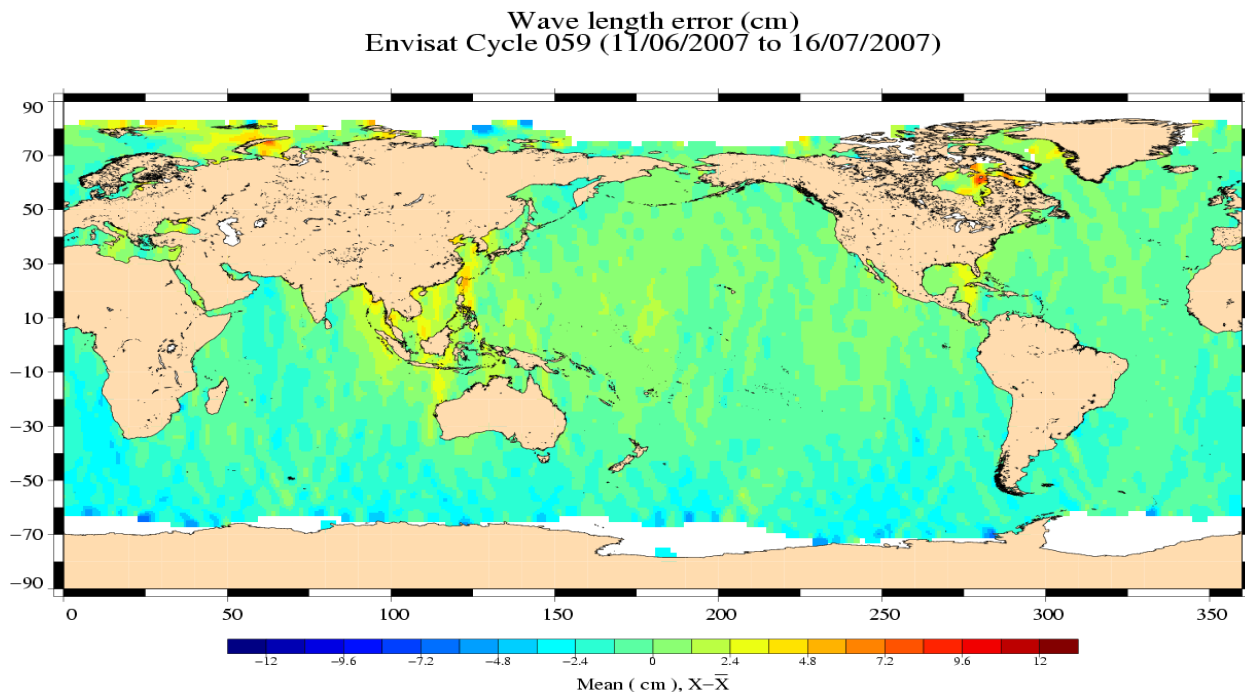 Wave length error (cm)
Envisat Cycle 059 (11/06/2007 to 16/07/2007)
90
70
50
30
10
−10
−30
−50
−70
−90
0 50 100 150 200 250 300 350
−12 −9.6 −7.2 −4.8 −2.4 0 2.4 4.8 7.2 9.6 12
Mean ( cm ), X−X̅